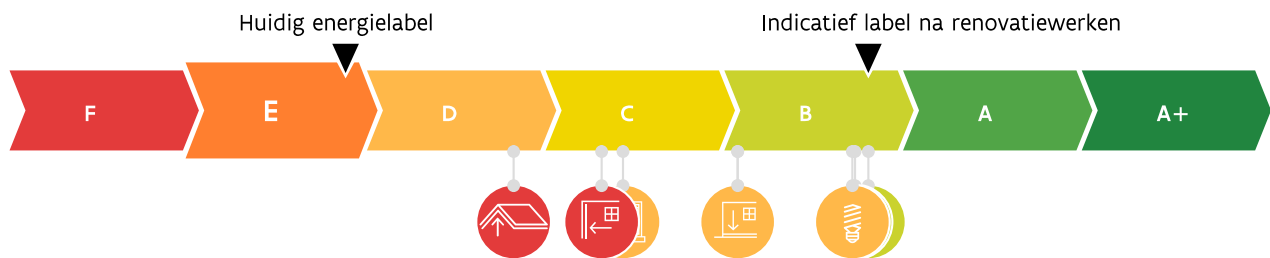 Huidig energielabel
Indicatief label na renovatiewerken
F
E
D
C
B
A
A+